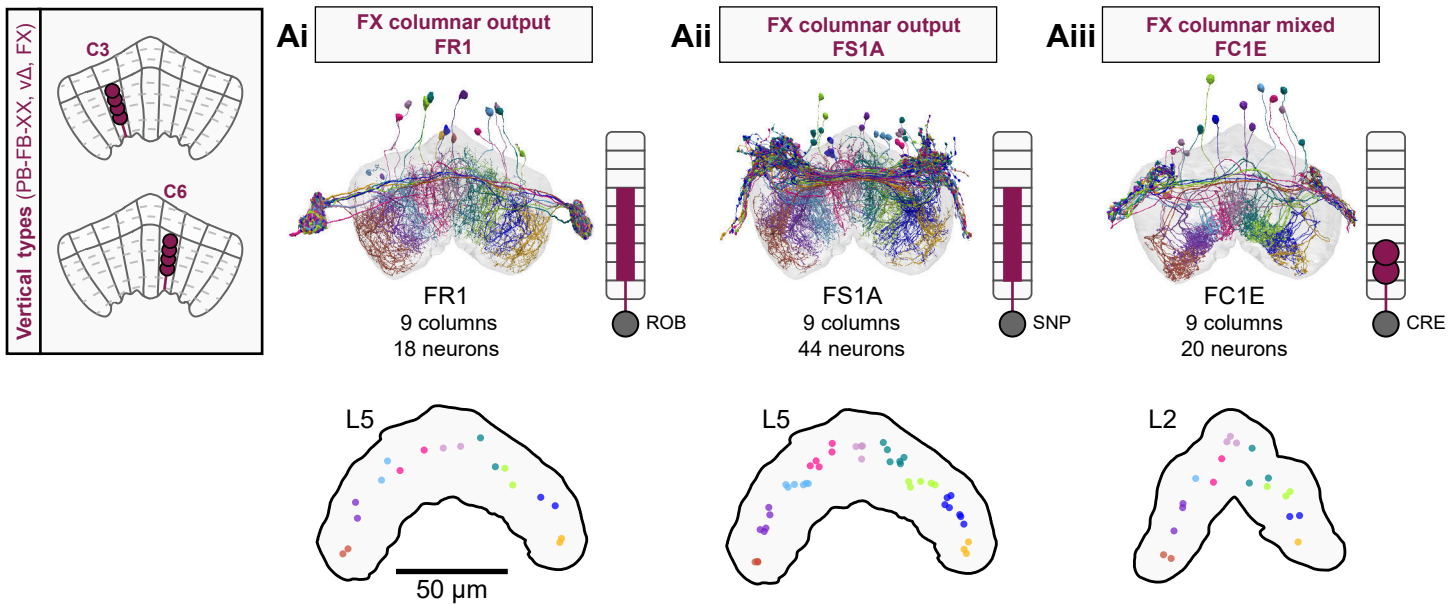 Vertical types (PB-FB-XX, vΔ, FX)
C3
C6
Ai
FX columnar output
FR1
ROB
FR1
9 columns
18 neurons
L5
50 µm
Aii
FX columnar output
FS1A
SNP
FS1A
9 columns
44 neurons
L5
Aiii
FX columnar mixed
FC1E
CRE
FC1E
9 columns
20 neurons
L2